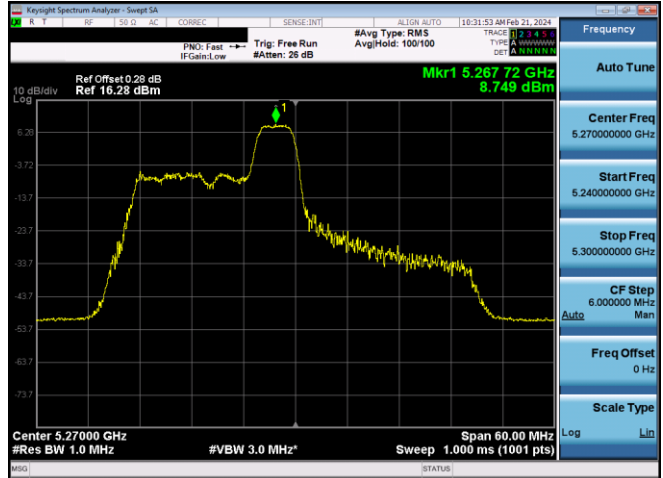 Keysight Spectrum Analyzer - Swept SA
R T RF 50 Ω AC CORREC SENSE:INT ALIGN AUTO 10:31:53 AM Feb 21, 2024
PNO: Fast
IFGain:Low
Trig: Free Run
#Atten: 26 dB
#Avg Type: RMS
Avg|Hold: 100/100
TRACE 1 2 3 4 5 6
TYPE A WWWWW
DET A N N N N N
Ref Offset 0.28 dB
10 dB/div Ref 16.28 dBm
Log
Mkr1 5.267 72 GHz
8.749 dBm
1
6.28
-3.72
-13.7
-23.7
-33.7
-43.7
-53.7
-63.7
-73.7
Center 5.27000 GHz Span 60.00 MHz
#Res BW 1.0 MHz #VBW 3.0 MHz* Sweep 1.000 ms (1001 pts)
MSG STATUS
Frequency
Auto Tune
Center Freq
5.270000000 GHz
Start Freq
5.240000000 GHz
Stop Freq
5.300000000 GHz
CF Step
6.000000 MHz
Auto Man
Freq Offset
0 Hz
Scale Type
Log Lin